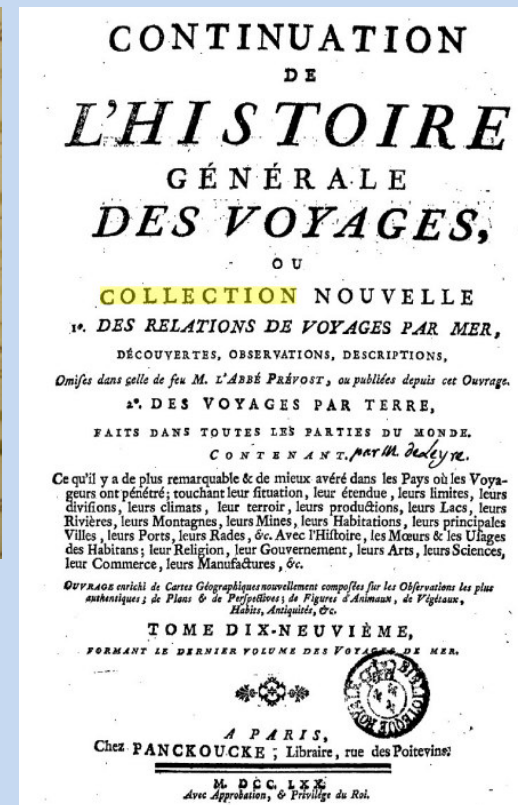 CONTINUATION
DE
L'HISTOIRE
GÉNÉRALE
DES VOYAGES,
OU
COLLECTION NOUVELLE
1º. DES RELATIONS DE VOYAGES PAR MER,
DÉCOUVERTES, OBSERVATIONS, DESCRIPTIONS,
Omiſes dans celle de feu M. L'ABBÉ PRÉVOST, ou publiées depuis cet Ouvrage.
2º. DES VOYAGES PAR TERRE,
FAITS DANS TOUTES LES PARTIES DU MONDE.
CONTENANT par M. deleyre.
Ce qu'il y a de plus remarquable & de mieux avéré dans les Pays où les Voya-
geurs ont pénétré; touchant leur ſituation, leur étendue, leurs limites, leurs
diviſions, leurs climats, leur terroir, leurs productions, leurs Lacs, leurs
Rivières, leurs Montagnes, leurs Mines, leurs Habitations, leurs principales
Villes, leurs Ports, leurs Rades, &c. Avec l'Hiſtoire, les Mœurs & les Uſages
des Habitans; leur Religion, leur Gouvernement, leurs Arts, leurs Sciences,
leur Commerce, leurs Manufactures, &c.
OUVRAGE enrichi de Cartes Géographiques nouvellement compoſées ſur les Obſervations les plus
authentiques; de Plans & de Perſpectives; de Figures d'Animaux, de Végétaux,
Habits, Antiquités, &c.
TOME DIX-NEUVIÈME,
FORMANT LE DERNIER VOLUME DES VOYAGES DE MER.
BIBLIOTHEQUE ROYALE
A PARIS,
Chez PANCKOUCKE; Libraire, rue des Poitevins.
M. DCC. LXX.
Avec Approbation, & Privilége du Roi.